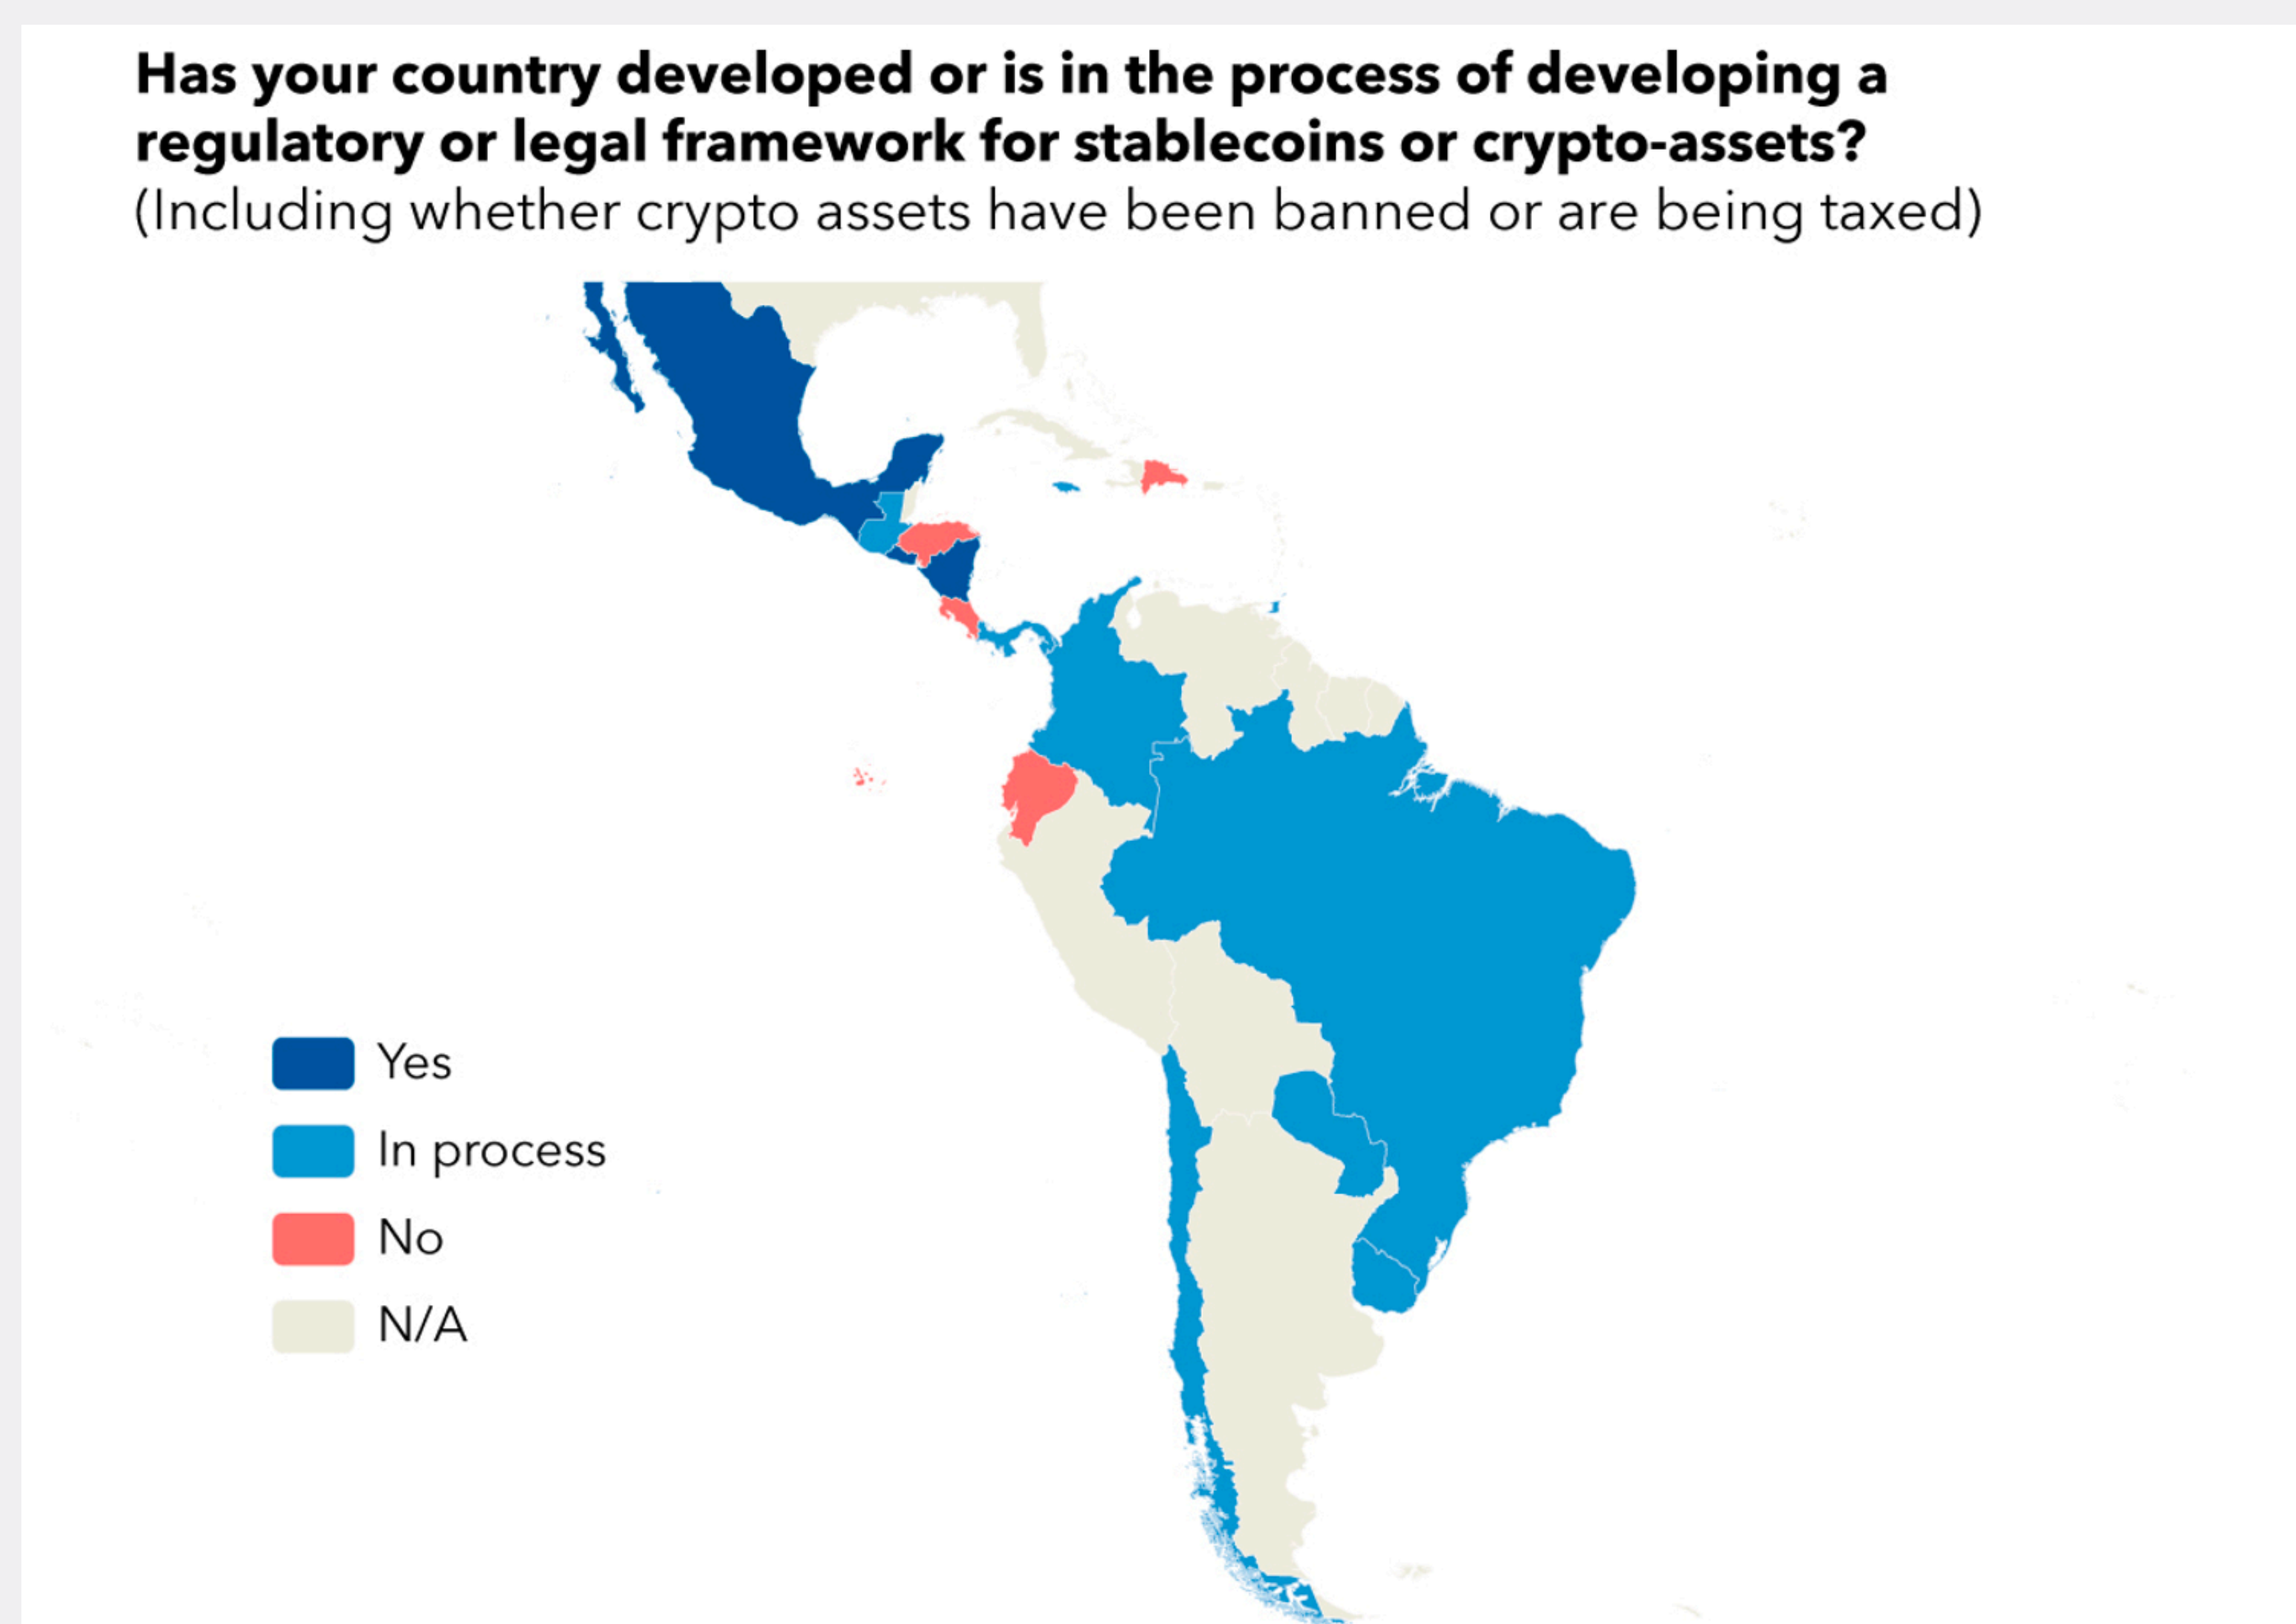 Has your country developed or is in the process of developing a
regulatory or legal framework for stablecoins or crypto-assets?
(Including whether crypto assets have been banned or are being taxed)
Yes
In process
No
N/A